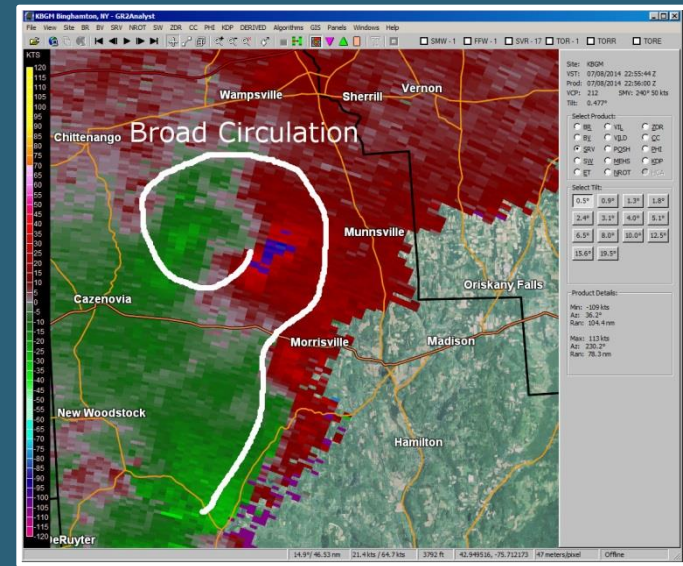 KBGM Binghamton, NY - GR2Analyst
File View Site BR BV SRV NROT SW ZDR CC PHI KDP DERIVED Algorithms GIS Panels Windows Help
SMW - 1 FFW - 1 SVR - 17 TOR - 1 TORR TORE
KTS
120
115
110
105
100
95
90
85
80
75
70
65
60
55
50
45
40
35
30
25
20
15
10
5
0
-5
-10
-15
-20
-25
-30
-35
-40
-45
-50
-55
-60
-65
-70
-75
-80
-85
-90
-95
-100
-105
-110
-115
-120
Wampsville
Sherrill
Vernon
Chittenango
Broad Circulation
Munnsville
Oriskany Falls
Cazenovia
Morrisville
Madison
New Woodstock
Hamilton
DeRuyter
Site: KBGM
VST: 07/08/2014 22:55:44 Z
Prod: 07/08/2014 22:56:00 Z
VCP: 212 SMV: 240° 50 kts
Tilt: 0.477°
Select Product:
BR VIL ZDR
BV VILD CC
SRV POSH PHI
SW MEHS KDP
ET NROT HCA
Select Tilt:
0.5° 0.9° 1.3° 1.8°
2.4° 3.1° 4.0° 5.1°
6.5° 8.0° 10.0° 12.5°
15.6° 19.5°
Product Details:
Min: -109 kts
Az: 36.2°
Ran: 104.4 nm
Max: 113 kts
Az: 230.2°
Ran: 78.3 nm
14.9°/ 46.53 nm 21.4 kts / 64.7 kts 3792 ft 42.949516, -75.712173 47 meters/pixel Offline